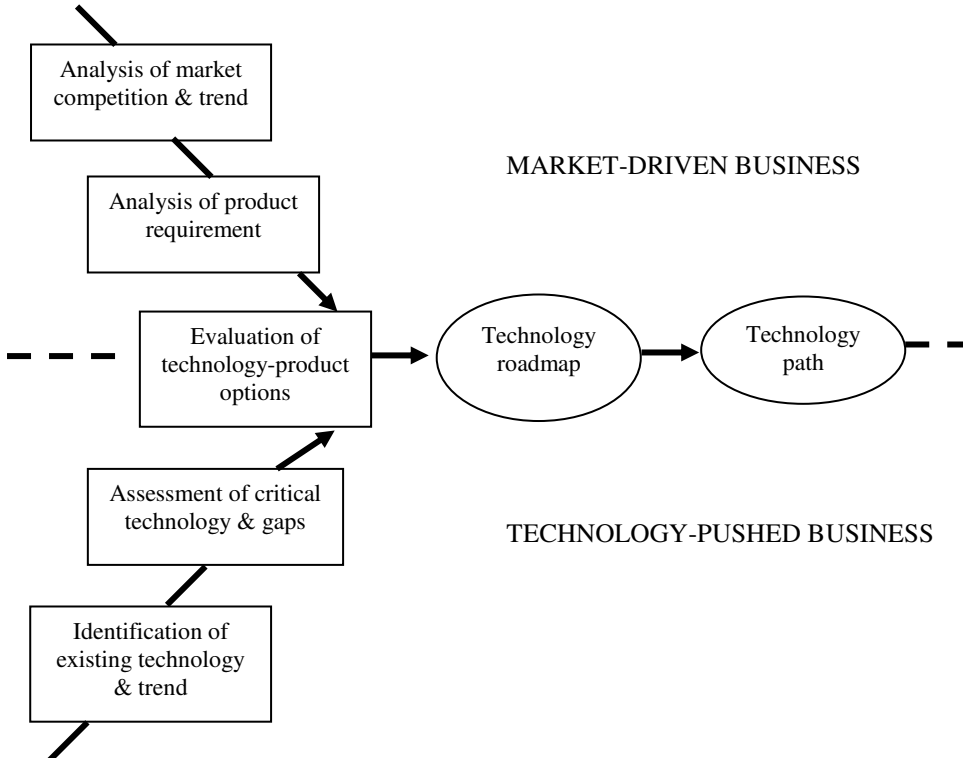 Analysis of market
competition & trend
MARKET-DRIVEN BUSINESS
Analysis of product
requirement
Evaluation of
technology-product
options
Technology
roadmap
Technology
path
Assessment of critical
technology & gaps
TECHNOLOGY-PUSHED BUSINESS
Identification of
existing technology
& trend